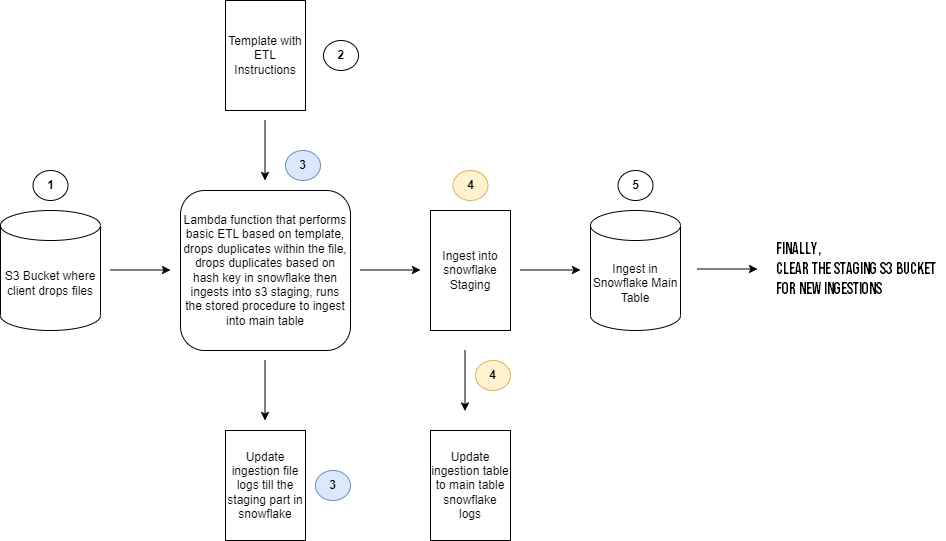 Template with
ETL
Instructions
2
3
1
4
5
Lambda function that performs
basic ETL based on template,
drops duplicates within the file,
drops duplicates based on
hash key in snowflake then
ingests into s3 staging, runs
the stored procedure to ingest
into main table
S3 Bucket where
client drops files
Ingest into
snowflake
Staging
Ingest in
Snowflake Main
Table
FINALLY,
CLEAR THE STAGING S3 BUCKET
FOR NEW INGESTIONS
4
Update
ingestion file
logs till the
staging part in
snowflake
3
Update
ingestion table
to main table
snowflake
logs